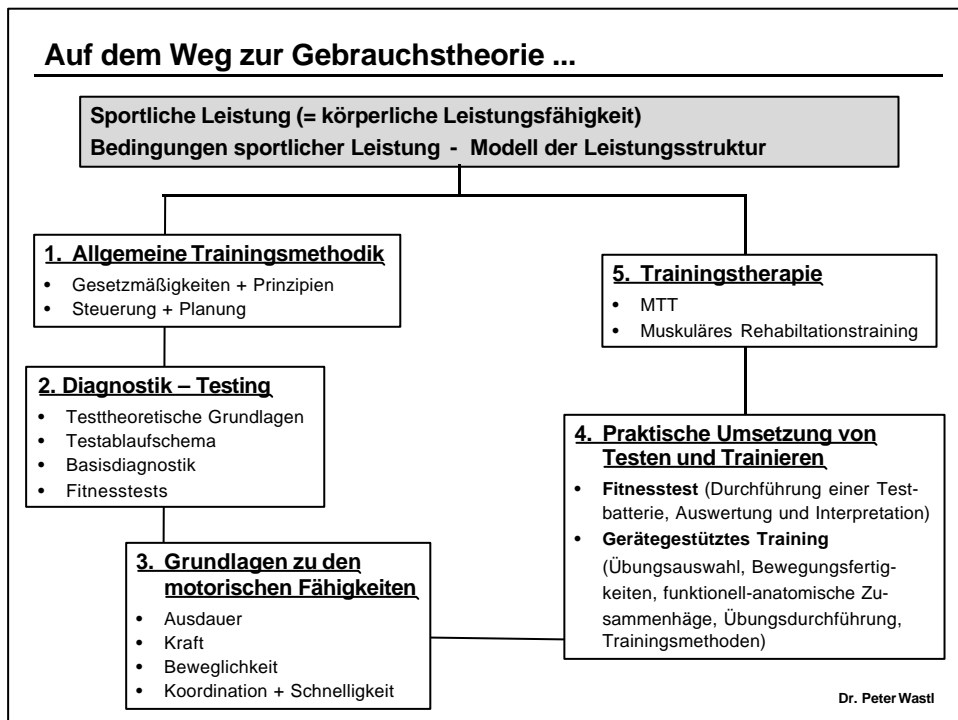 Auf dem Weg zur Gebrauchstheorie ...
Sportliche Leistung (= körperliche Leistungsfähigkeit)
Bedingungen sportlicher Leistung - Modell der Leistungsstruktur
1. Allgemeine Trainingsmethodik
• Gesetzmäßigkeiten + Prinzipien
• Steuerung + Planung
2. Diagnostik – Testing
• Testtheoretische Grundlagen
• Testablaufschema
• Basisdiagnostik
• Fitnesstests
3. Grundlagen zu den
motorischen Fähigkeiten
• Ausdauer
• Kraft
• Beweglichkeit
• Koordination + Schnelligkeit
4. Praktische Umsetzung von
Testen und Trainieren
• Fitnesstest (Durchführung einer Test-
batterie, Auswertung und Interpretation)
• Gerätegestütztes Training
(Übungsauswahl, Bewegungsfertig-
keiten, funktionell-anatomische Zu-
sammenhäge, Übungsdurchführung,
Trainingsmethoden)
5. Trainingstherapie
• MTT
• Muskuläres Rehabiltationstraining
Dr. Peter Wastl